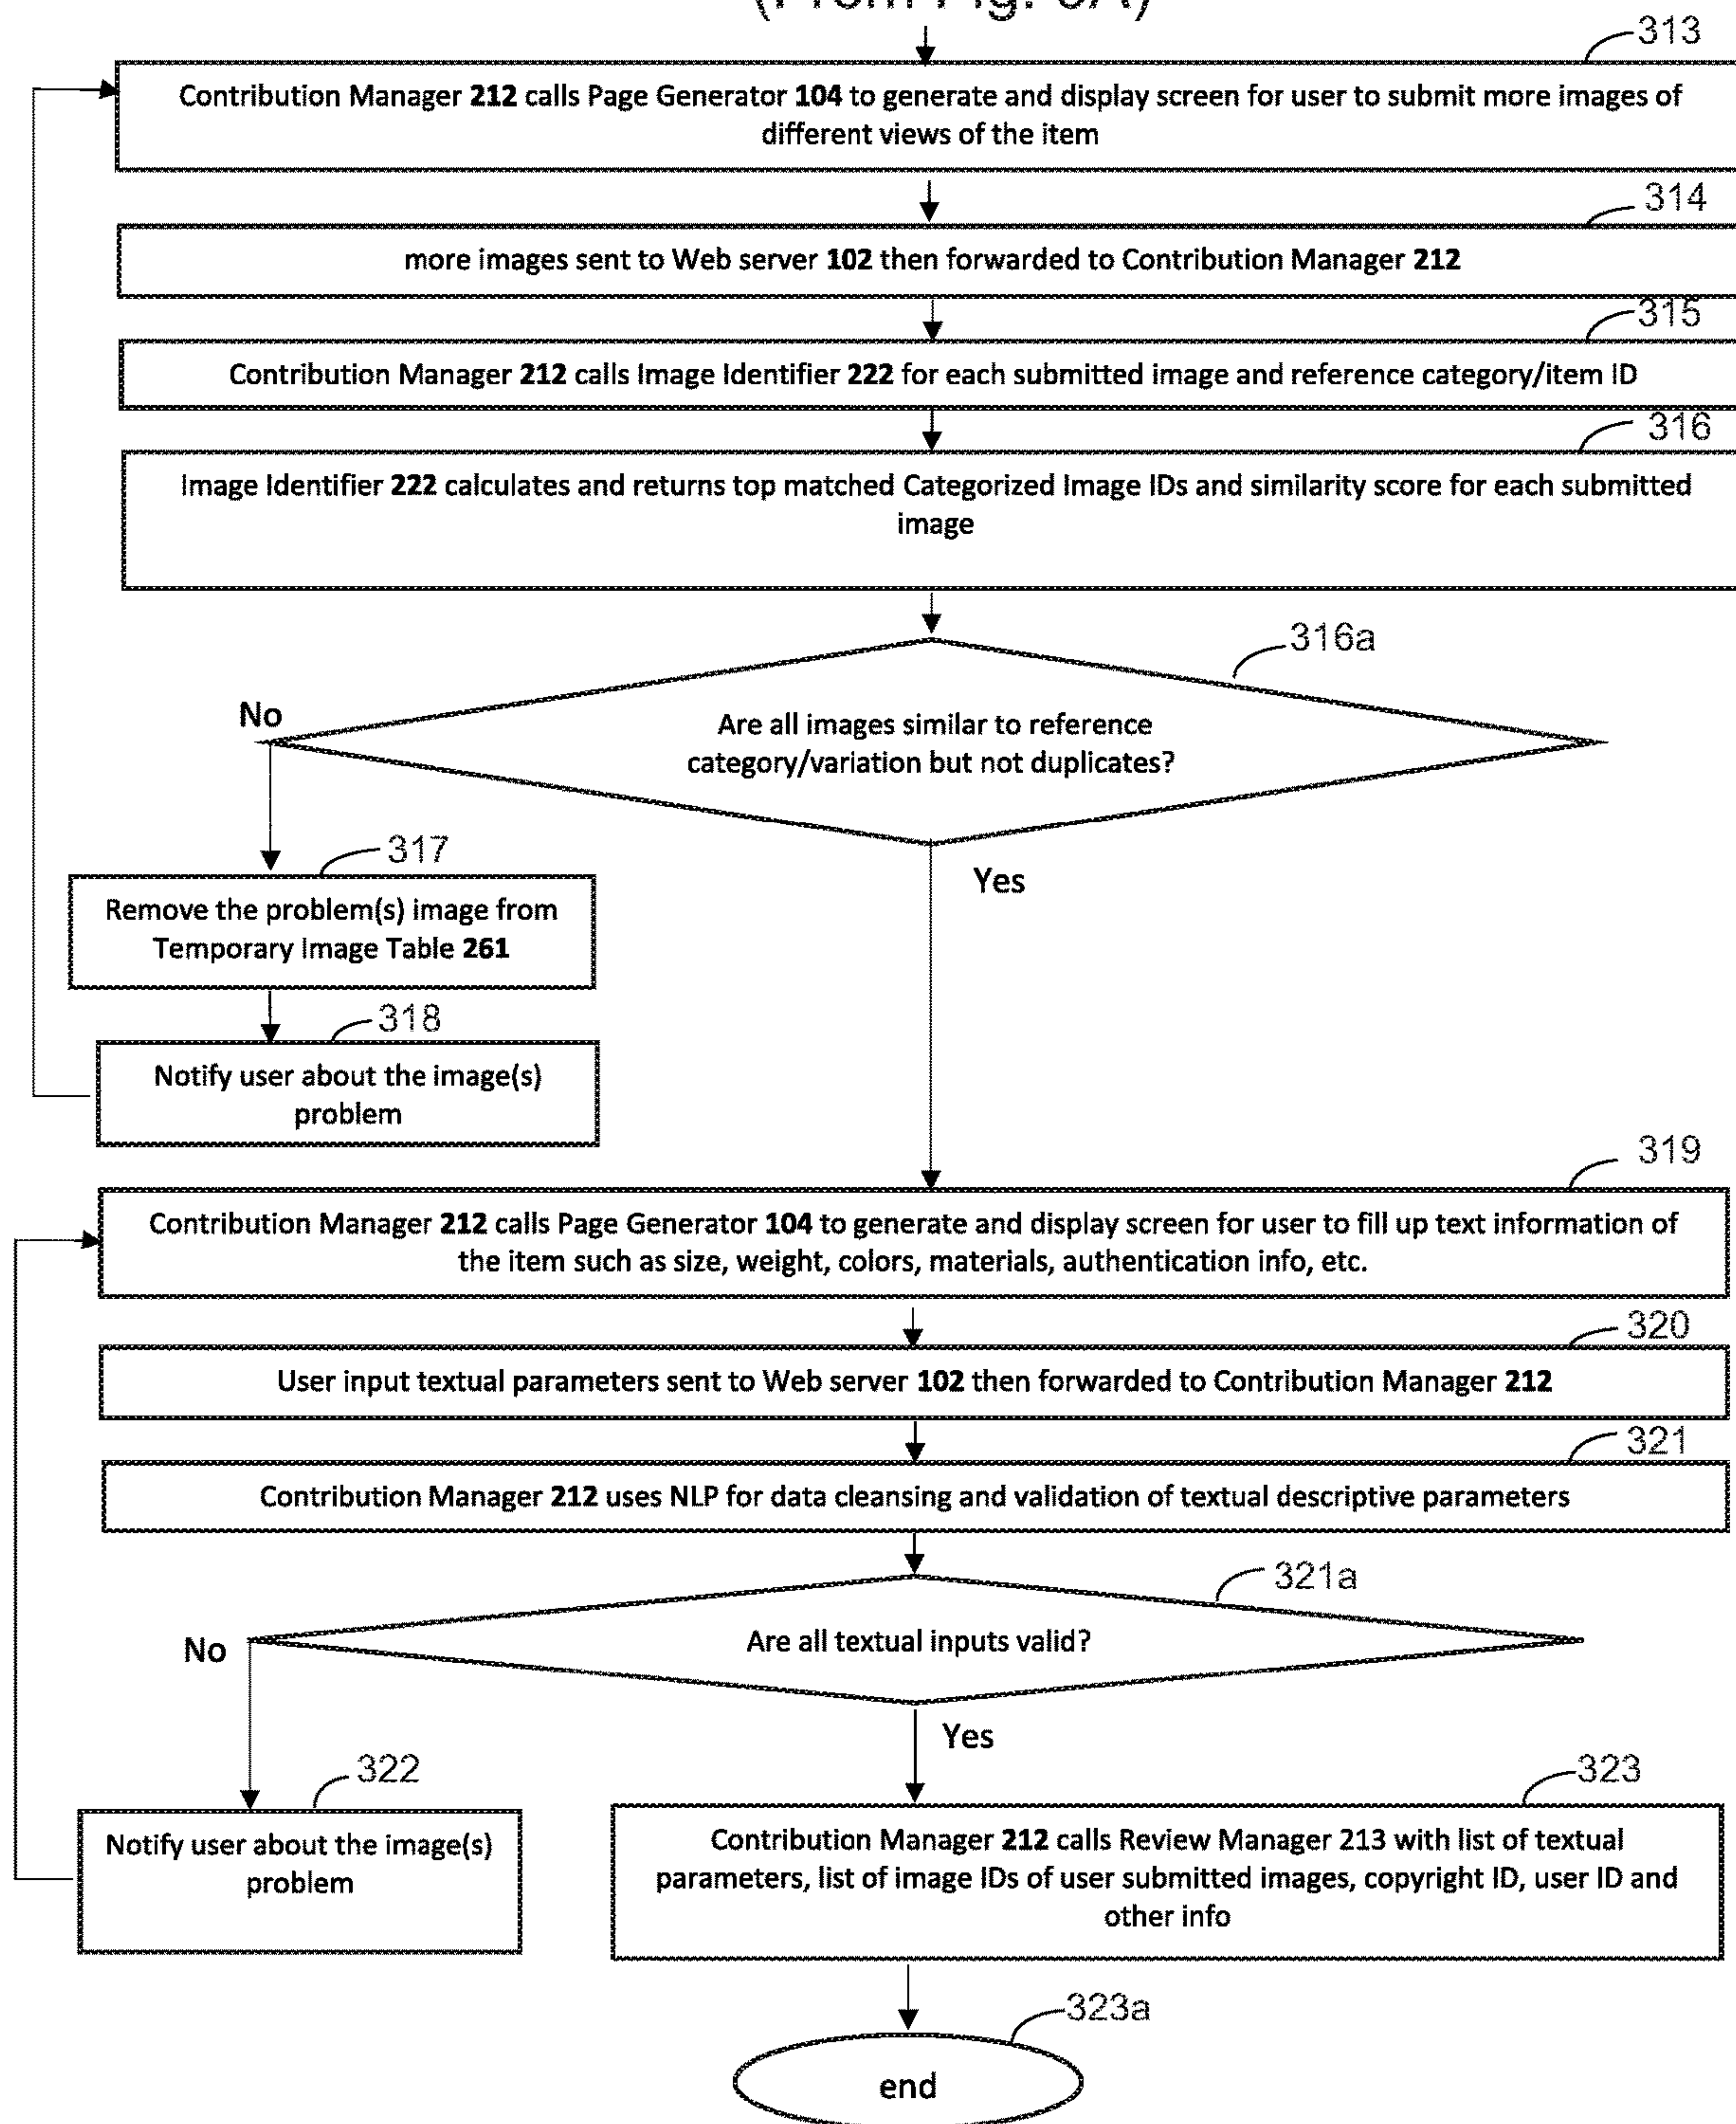 (From Fig. 3A)
313
Contribution Manager 212 calls Page Generator 104 to generate and display screen for user to submit more images of
different views of the item
314
more images sent to Web server 102 then forwarded to Contribution Manager 212
315
Contribution Manager 212 calls Image Identifier 222 for each submitted image and reference category/item ID
316
Image Identifier 222 calculates and returns top matched Categorized Image IDs and similarity score for each submitted
image
316a
No
Are all images similar to reference
category/variation but not duplicates?
317
Yes
Remove the problem(s) image from
Temporary Image Table 261
318
Notify user about the image(s)
problem
319
Contribution Manager 212 calls Page Generator 104 to generate and display screen for user to fill up text information of
the item such as size, weight, colors, materials, authentication info, etc.
320
User input textual parameters sent to Web server 102 then forwarded to Contribution Manager 212
321
Contribution Manager 212 uses NLP for data cleansing and validation of textual descriptive parameters
321a
No
Are all textual inputs valid?
Yes
322
323
Notify user about the image(s)
problem
Contribution Manager 212 calls Review Manager 213 with list of textual
parameters, list of image IDs of user submitted images, copyright ID, user ID and
other info
323a
end